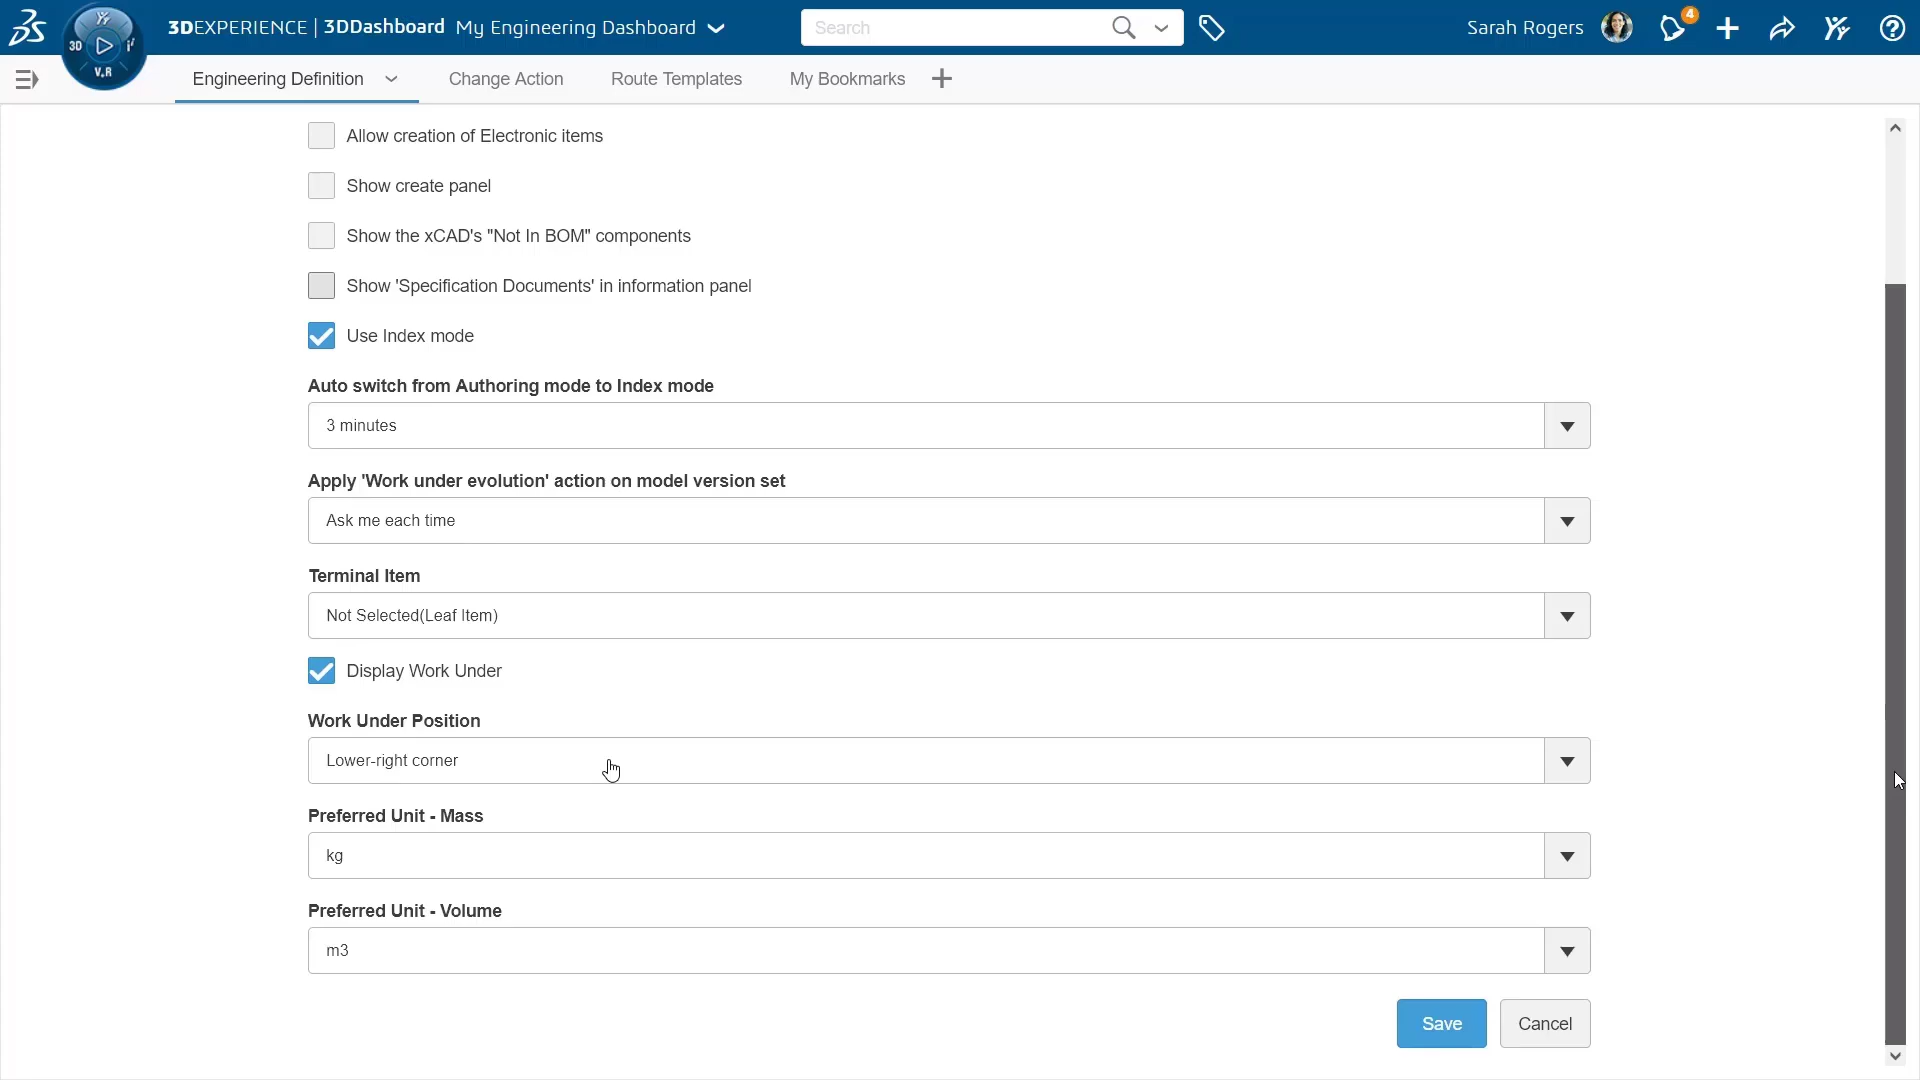 3DEXPERIENCE | 3DDashboard My Engineering Dashboard
Search
Sarah Rogers
4
3D
V.R
Engineering Definition
Change Action
Route Templates
My Bookmarks
Allow creation of Electronic items
Show create panel
Show the xCAD's "Not In BOM" components
Show 'Specification Documents' in information panel
Use Index mode
Auto switch from Authoring mode to Index mode
3 minutes
Apply 'Work under evolution' action on model version set
Ask me each time
Terminal Item
Not Selected(Leaf Item)
Display Work Under
Work Under Position
Lower-right corner
Preferred Unit - Mass
kg
Preferred Unit - Volume
m3
Save
Cancel